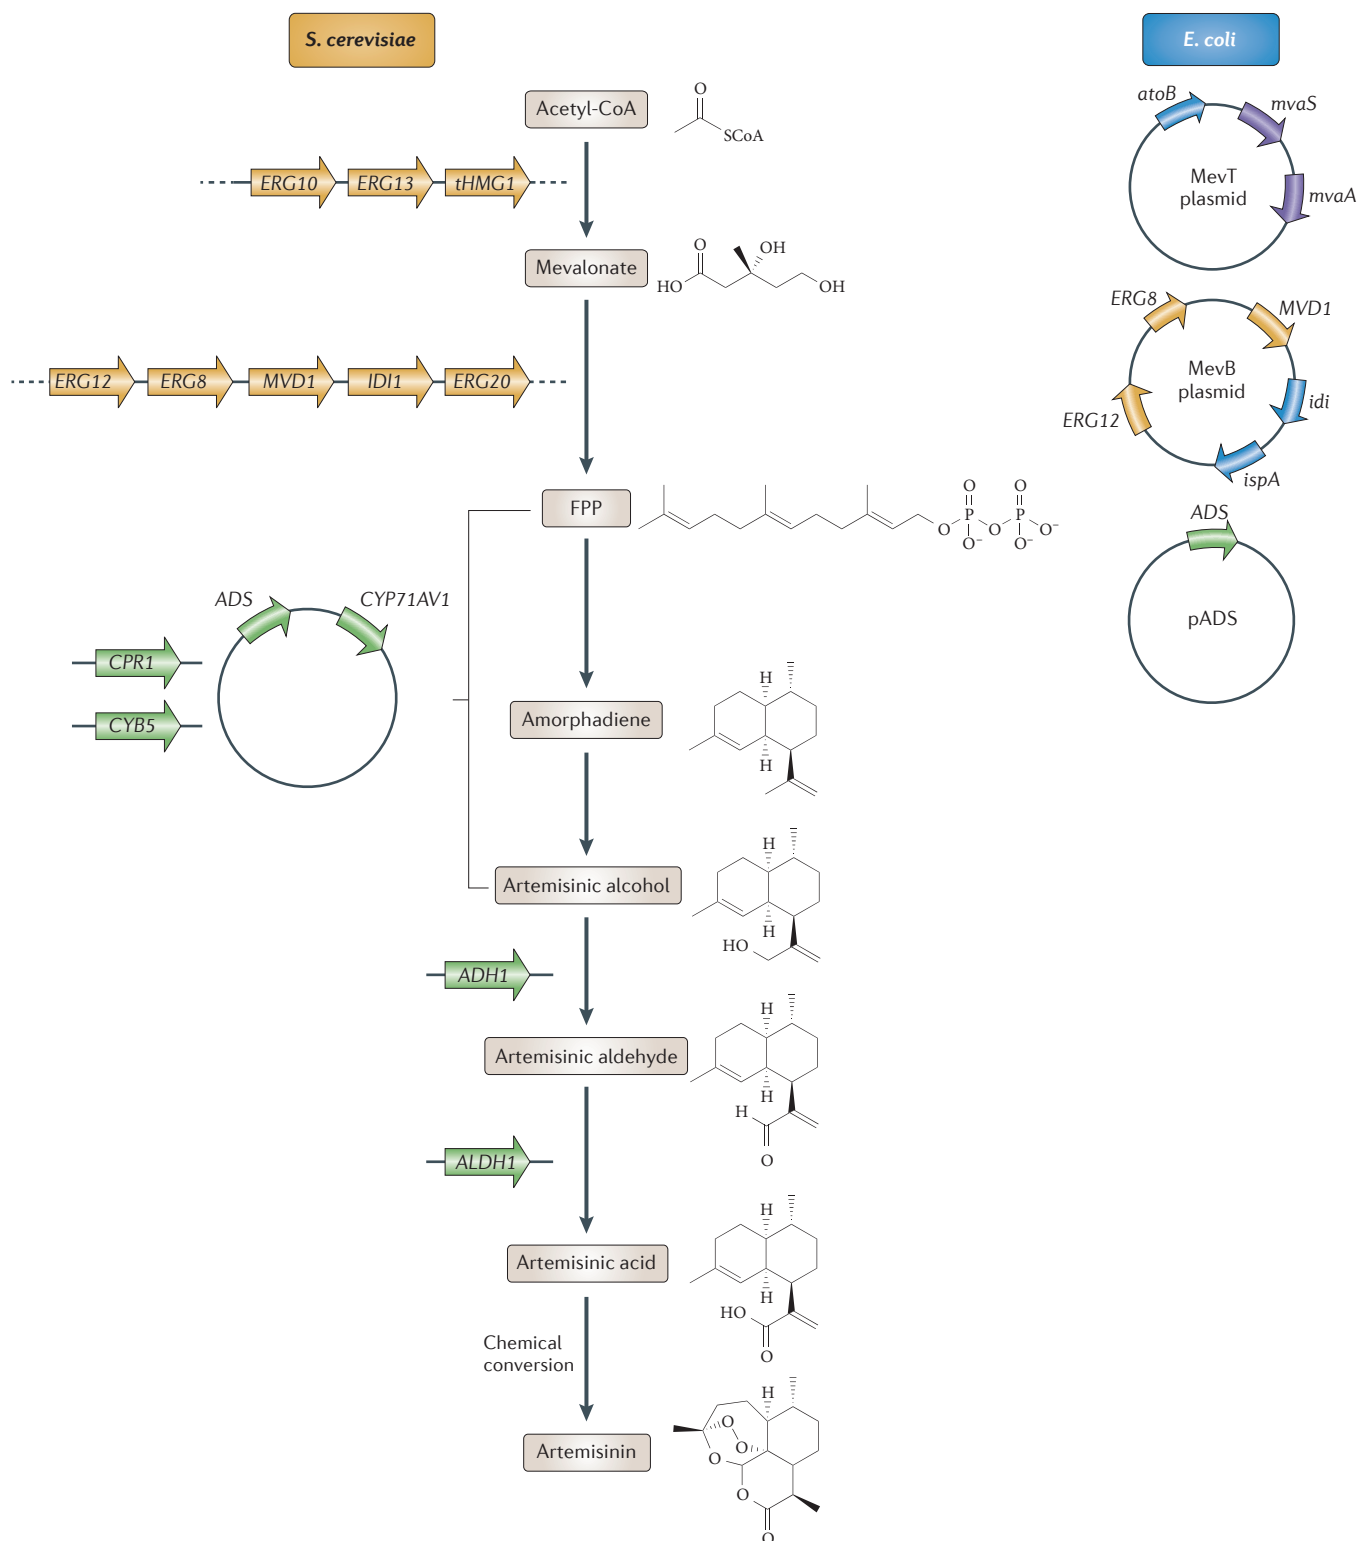 S. cerevisiae
E. coli
Acetyl-CoA
O
SCoA
ERG10
ERG13
tHMG1
Mevalonate
O
OH
HO
OH
ERG12
ERG8
MVD1
IDI1
ERG20
FPP
O
O
O
P
O
P
O⁻
O⁻
O⁻
ADS
CYP71AV1
CPR1
CYB5
Amorphadiene
H
H
Artemisinic alcohol
H
H
HO
ADH1
Artemisinic aldehyde
H
H
H
O
ALDH1
Artemisinic acid
H
H
HO
O
Chemical
conversion
Artemisinin
H
O
O
O
O
O
atoB
mvaS
MevT
plasmid
mvaA
ERG8
MVD1
MevB
plasmid
idi
ERG12
ispA
ADS
pADS